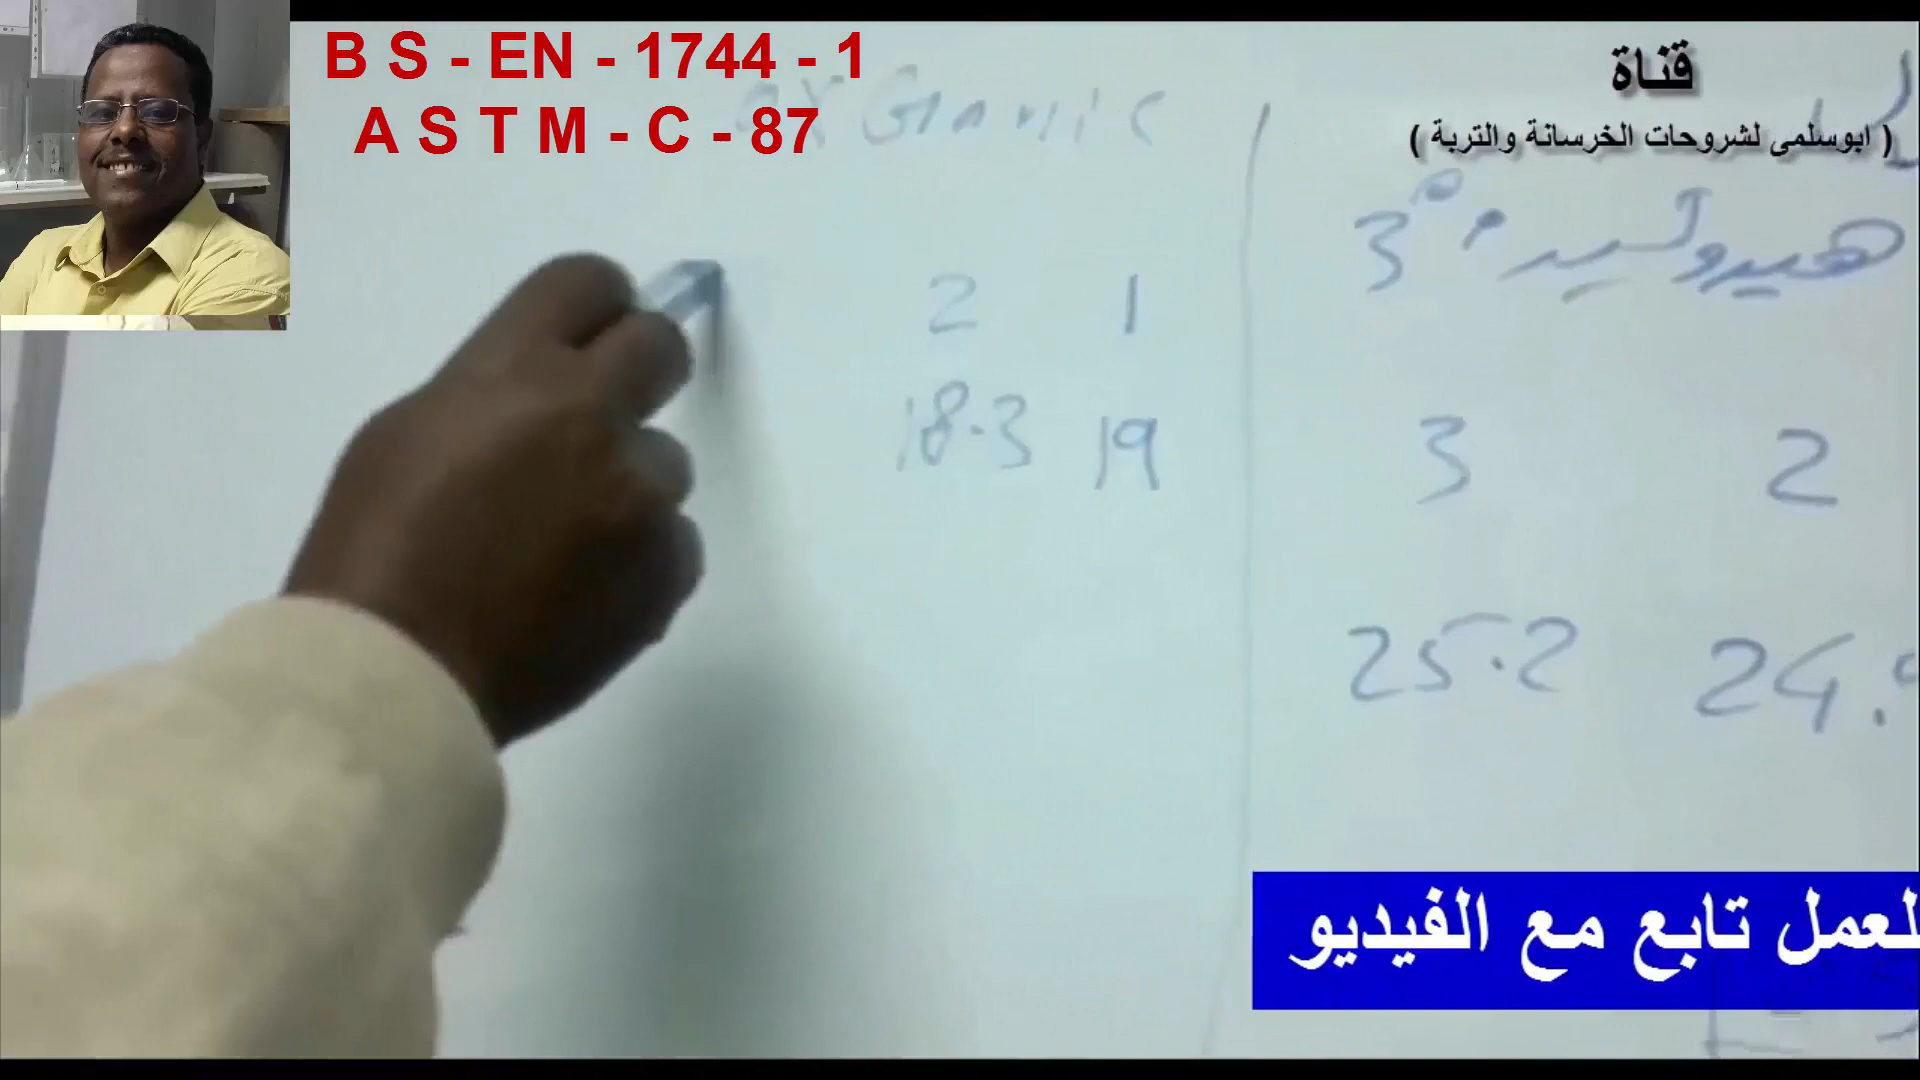 B S - EN - 1744 - 1
A S T M - C - 87
قناة
( ابوسلمى لشروحات الخرسانة والتربة )
2 1
18.3 19
3 2
25.2 24.
للعمل تابع مع الفيديو